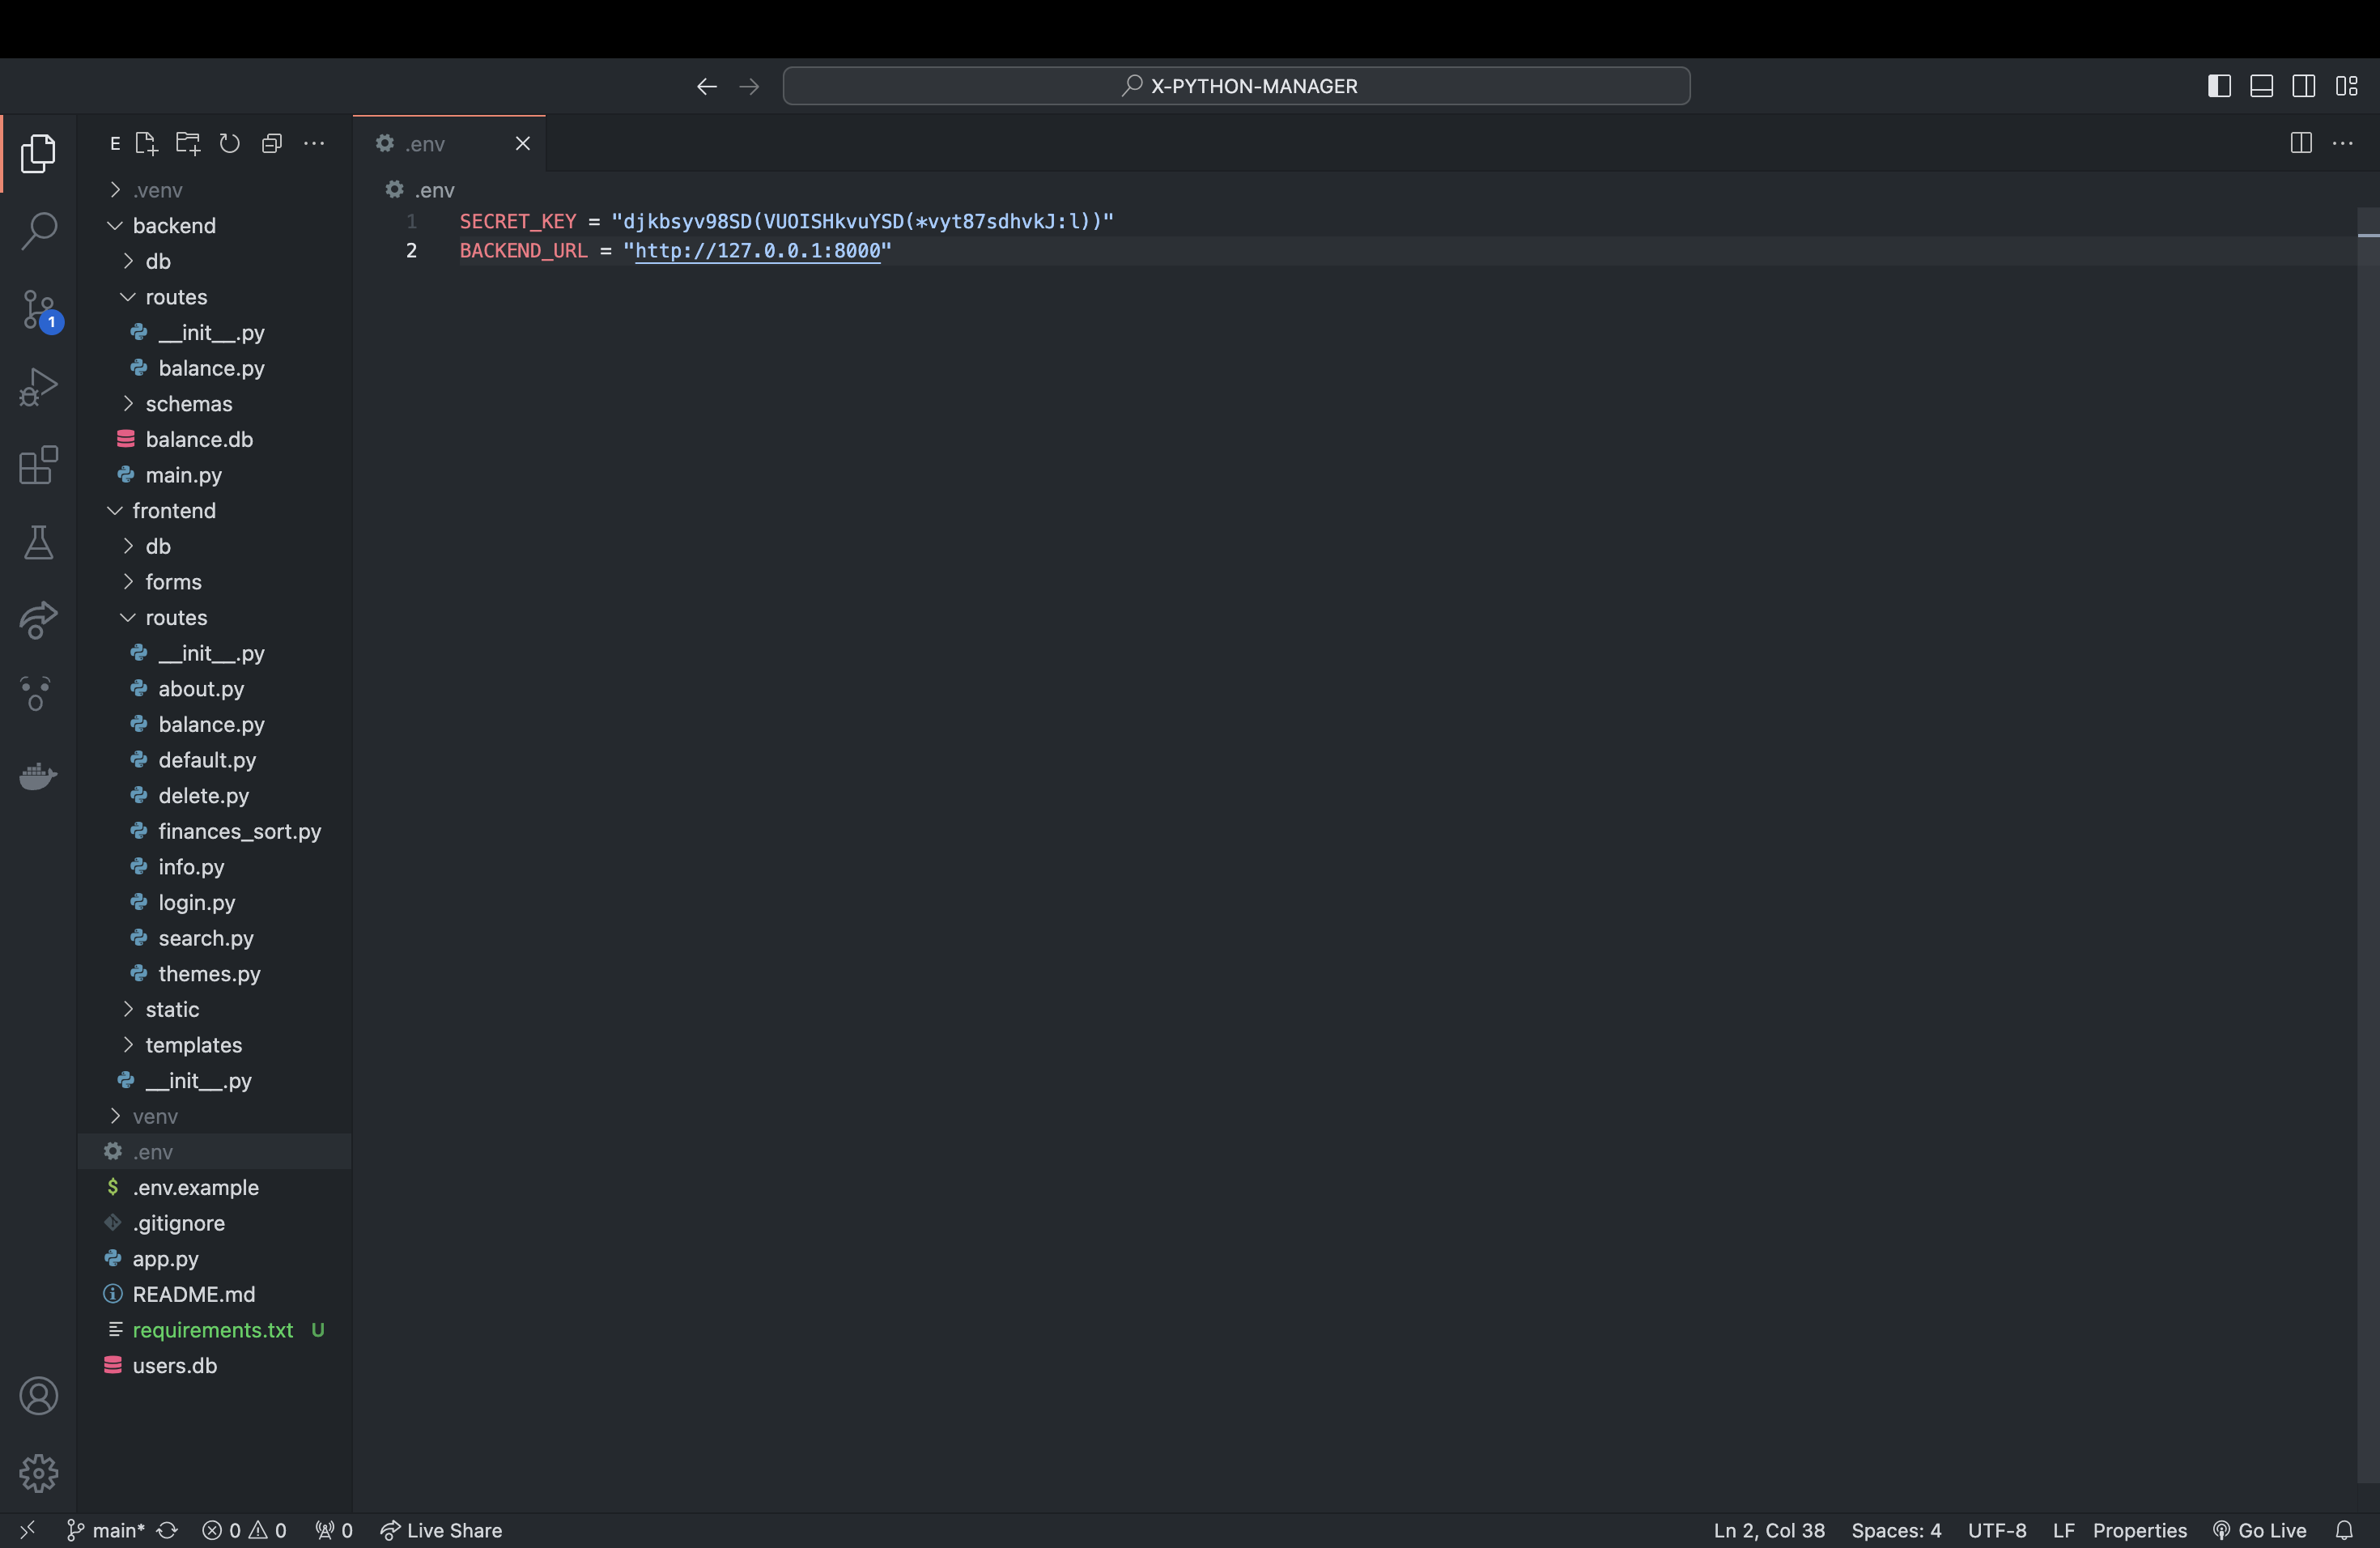 X-PYTHON-MANAGER
E
.env
.env
.venv
backend
db
routes
__init__.py
balance.py
schemas
balance.db
main.py
frontend
db
forms
routes
__init__.py
about.py
balance.py
default.py
delete.py
finances_sort.py
info.py
login.py
search.py
themes.py
static
templates
__init__.py
venv
.env
$ .env.example
.gitignore
app.py
README.md
requirements.txt U
users.db
1
1 SECRET_KEY = "djkbsyv98SD(VUOISHkvuYSD(*vyt87sdhvkJ:l))"
2 BACKEND_URL = "http://127.0.0.1:8000"
main* 0 0 0 Live Share Ln 2, Col 38 Spaces: 4 UTF-8 LF Properties Go Live